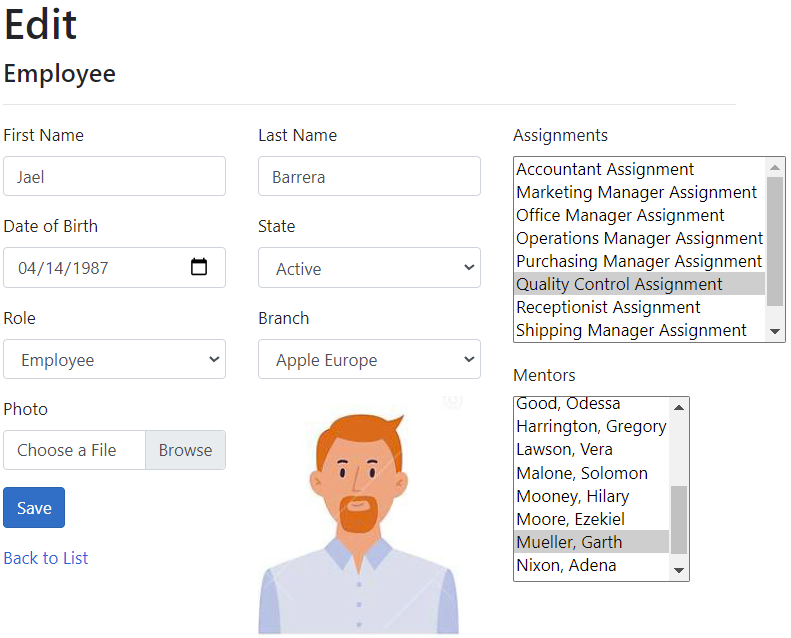 Edit
Employee
First Name
Jael
Last Name
Barrera
Date of Birth
04/14/1987
State
Active
Role
Employee
Branch
Apple Europe
Photo
Choose a File
Browse
Save
Back to List
Assignments
Accountant Assignment
Marketing Manager Assignment
Office Manager Assignment
Operations Manager Assignment
Purchasing Manager Assignment
Quality Control Assignment
Receptionist Assignment
Shipping Manager Assignment
Mentors
Good, Odessa
Harrington, Gregory
Lawson, Vera
Malone, Solomon
Mooney, Hilary
Moore, Ezekiel
Mueller, Garth
Nixon, Adena